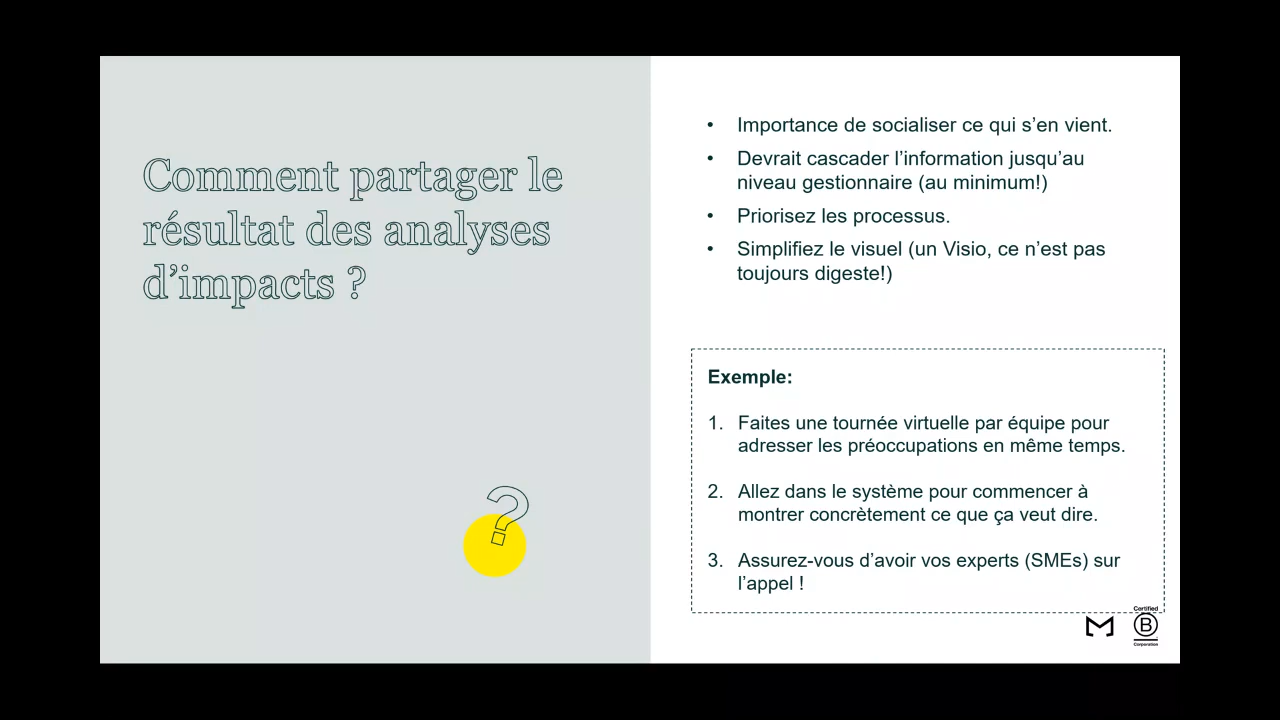 Comment partager le
résultat des analyses
d’impacts ?
?
• Importance de socialiser ce qui s’en vient.
• Devrait cascader l’information jusqu’au
niveau gestionnaire (au minimum!)
• Priorisez les processus.
• Simplifiez le visuel (un Visio, ce n’est pas
toujours digeste!)
Exemple:
1. Faites une tournée virtuelle par équipe pour
adresser les préoccupations en même temps.
2. Allez dans le système pour commencer à
montrer concrètement ce que ça veut dire.
3. Assurez-vous d’avoir vos experts (SMEs) sur
l’appel !
Certified
B
Corporation